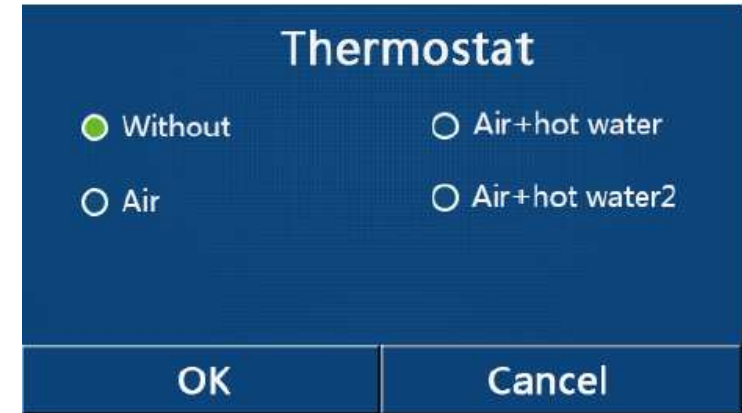 Thermostat
Without
Air+hot water
Air
Air+hot water2
OK
Cancel